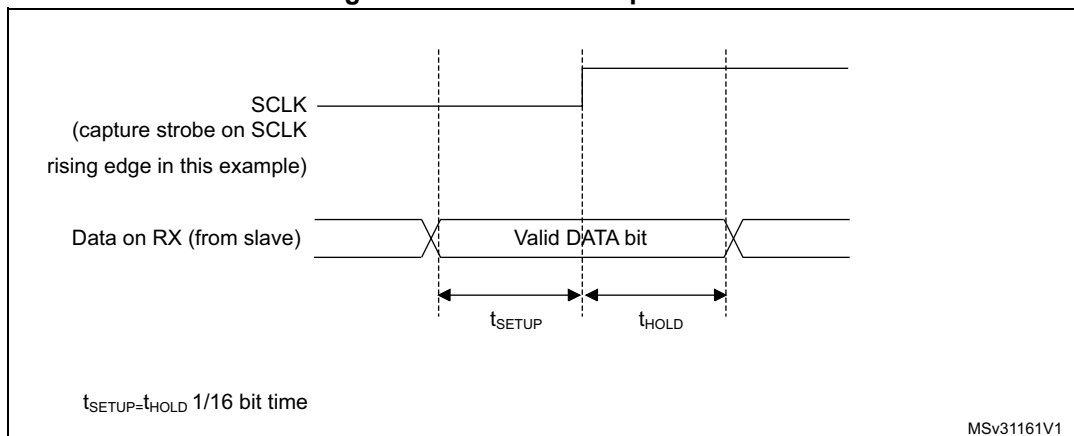 SCLK
(capture strobe on SCLK
rising edge in this example)
Data on RX (from slave)
Valid DATA bit
tSETUP
tHOLD
tSETUP=tHOLD 1/16 bit time
MSv31161V1